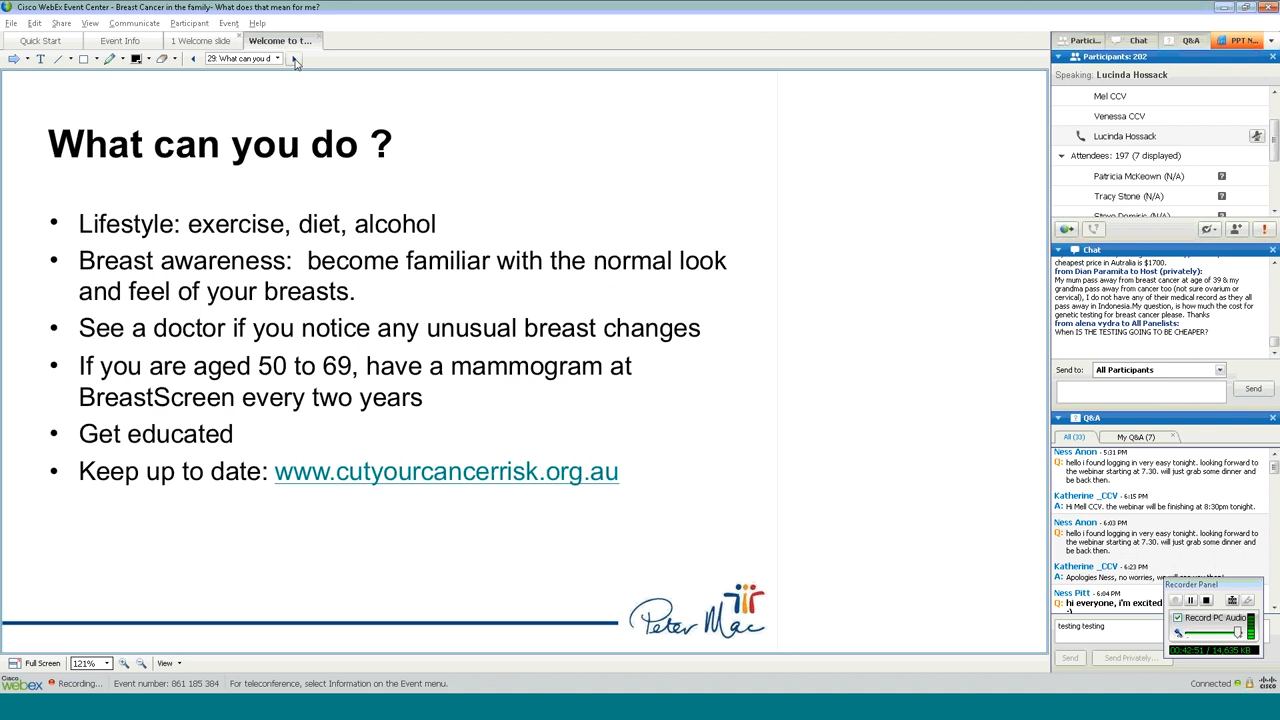 Cisco WebEx Event Center - Breast Cancer in the family- What does that mean for me?
File Edit Share View Communicate Participant Event Help
Quick Start Event Info 1 Welcome slide Welcome to t...
29: What can you d
What can you do ?
• Lifestyle: exercise, diet, alcohol
• Breast awareness: become familiar with the normal look
and feel of your breasts.
• See a doctor if you notice any unusual breast changes
• If you are aged 50 to 69, have a mammogram at
BreastScreen every two years
• Get educated
• Keep up to date: www.cutyourcancerrisk.org.au
Peter Mac
Full Screen 121% View
Cisco webex Recording... Event number: 861 185 384 For teleconference, select Information on the Event menu. Connected CISCO
Partici... Chat Q&A PPT N...
Participants: 202
Speaking: Lucinda Hossack
Mel CCV
Venessa CCV
Lucinda Hossack
Attendees: 197 (7 displayed)
Patricia McKeown (N/A)
Tracy Stone (N/A)
Chat
cheapest price in Autralia is $1700.
from Dian Paramita to Host (privately):
My mum pass away from breast cancer at age of 39 & my
grandma pass away from cancer too (not sure ovarium or
cervical), I do not have any of their medical record as they all
pass away in Indonesia.My question, is how much the cost for
genetic testing for breast cancer please. Thanks
from alena vydra to All Panelists:
When IS THE TESTING GOING TO BE CHEAPER?
Send to: All Participants
Send
Q&A
All (33) My Q&A (7)
Ness Anon - 5:31 PM
Q: hello i found logging in very easy tonight. looking forward to
the webinar starting at 7.30. will just grab some dinner and
be back then.
Katherine _CCV - 6:15 PM
A: Hi Mell CCV. the webinar will be finishing at 8:30pm tonight.
Ness Anon - 6:03 PM
Q: hello i found logging in very easy tonight. looking forward to
the webinar starting at 7.30. will just grab some dinner and
be back then.
Katherine _CCV - 6:23 PM
A: Apologies Ness, no worries,
Ness Pitt - 6:04 PM
Q: hi everyone, i'm excited
:-)
testing testing
Send Send Privately...
Recorder Panel
Record PC Audio
00:42:51 / 14,635 KB